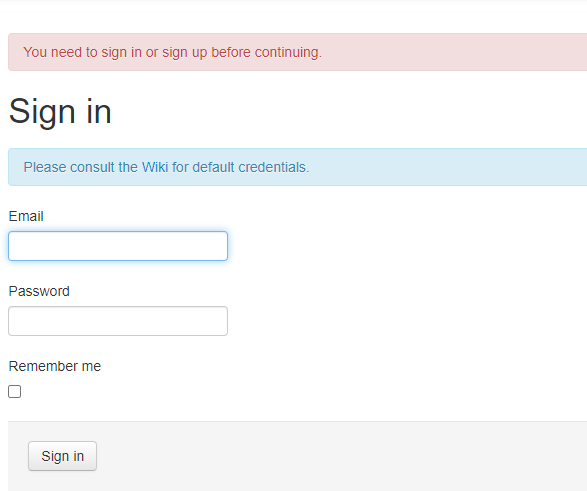 You need to sign in or sign up before continuing.
Sign in
Please consult the Wiki for default credentials.
Email
Password
Remember me
Sign in